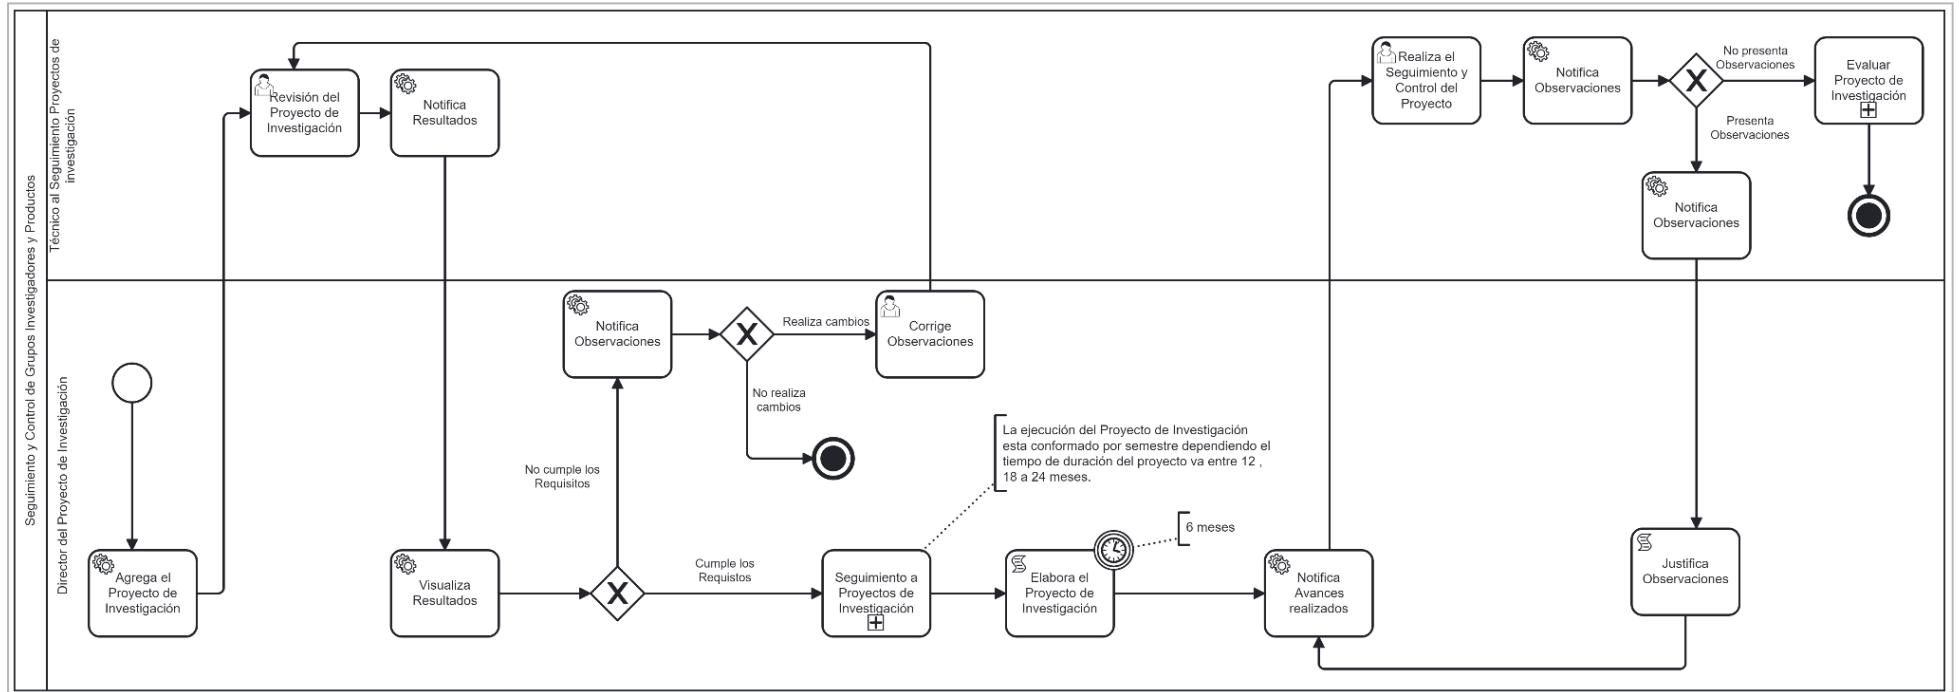 Seguimiento y Control de Grupos Investigadores y Productos
Técnico al Seguimiento Proyectos de
investigación
Revisión del
Proyecto de
Investigación
Notifica
Resultados
Realiza el
Seguimiento y
Control del
Proyecto
Notifica
Observaciones
X
No presenta
Observaciones
Evaluar
Proyecto de
Investigación
Presenta
Observaciones
Notifica
Observaciones
Director del Proyecto de Investigación
Notifica
Observaciones
X
Realiza cambios
Corrige
Observaciones
No realiza
cambios
No cumple los
Requisitos
La ejecución del Proyecto de Investigación
esta conformado por semestre dependiendo el
tiempo de duración del proyecto va entre 12 ,
18 a 24 meses.
6 meses
Agrega el
Proyecto de
Investigación
Visualiza
Resultados
X
Cumple los
Requistos
Seguimiento a
Proyectos de
Investigación
Elabora el
Proyecto de
Investigación
Notifica
Avances
realizados
Justifica
Observaciones